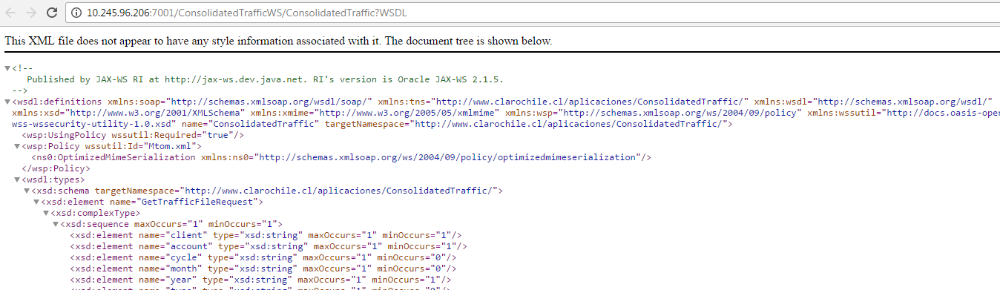 10.245.96.206:7001/ConsolidatedTrafficWS/ConsolidatedTraffic?WSDL
This XML file does not appear to have any style information associated with it. The document tree is shown below.
<!--
Published by JAX-WS RI at http://jax-ws.dev.java.net. RI's version is Oracle JAX-WS 2.1.5.
-->
<wsdl:definitions xmlns:soap="http://schemas.xmlsoap.org/wsdl/soap/" xmlns:tns="http://www.clarochile.cl/aplicaciones/ConsolidatedTraffic/" xmlns:wsdl="http://schemas.xmlsoap.org/wsdl/"
xmlns:xsd="http://www.w3.org/2001/XMLSchema" xmlns:xmime="http://www.w3.org/2005/05/xmlmime" xmlns:wsp="http://schemas.xmlsoap.org/ws/2004/09/policy" xmlns:wssutil="http://docs.oasis-ope
wss-wssecurity-utility-1.0.xsd" name="ConsolidatedTraffic" targetNamespace="http://www.clarochile.cl/aplicaciones/ConsolidatedTraffic/">
<wsp:UsingPolicy wssutil:Required="true"/>
<wsp:Policy wssutil:Id="Mtom.xml">
<ns0:OptimizedMimeSerialization xmlns:ns0="http://schemas.xmlsoap.org/ws/2004/09/policy/optimizedmimeserialization"/>
</wsp:Policy>
<wsdl:types>
<xsd:schema targetNamespace="http://www.clarochile.cl/aplicaciones/ConsolidatedTraffic/">
<xsd:element name="GetTrafficFileRequest">
<xsd:complexType>
<xsd:sequence maxOccurs="1" minOccurs="1">
<xsd:element name="client" type="xsd:string" maxOccurs="1" minOccurs="1"/>
<xsd:element name="account" type="xsd:string" maxOccurs="1" minOccurs="1"/>
<xsd:element name="cycle" type="xsd:string" maxOccurs="1" minOccurs="0"/>
<xsd:element name="month" type="xsd:string" maxOccurs="1" minOccurs="0"/>
<xsd:element name="year" type="xsd:string" maxOccurs="1" minOccurs="1"/>